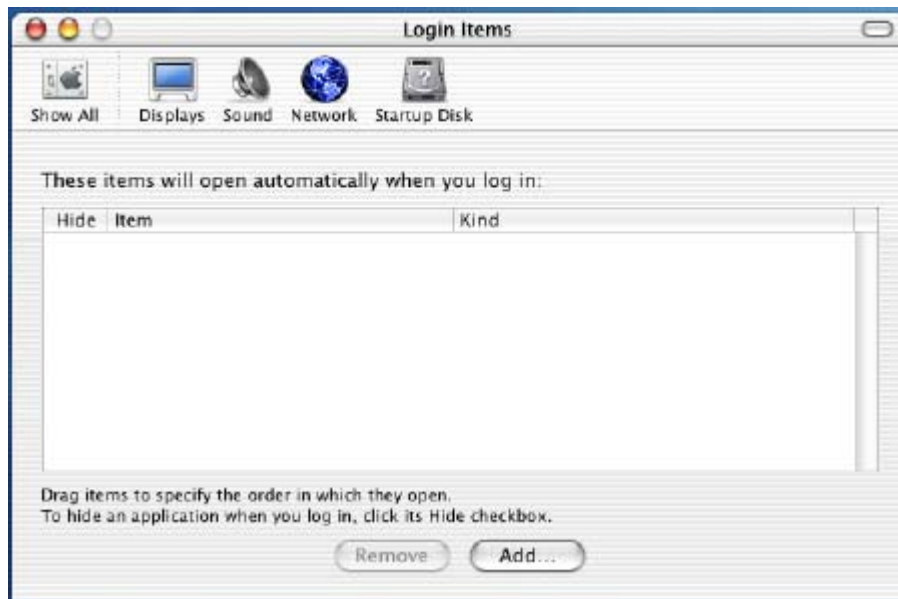 Login Items
Show All Displays Sound Network Startup Disk
These items will open automatically when you log in:
Hide Item Kind
Drag items to specify the order in which they open.
To hide an application when you log in, click its Hide checkbox.
Remove Add...